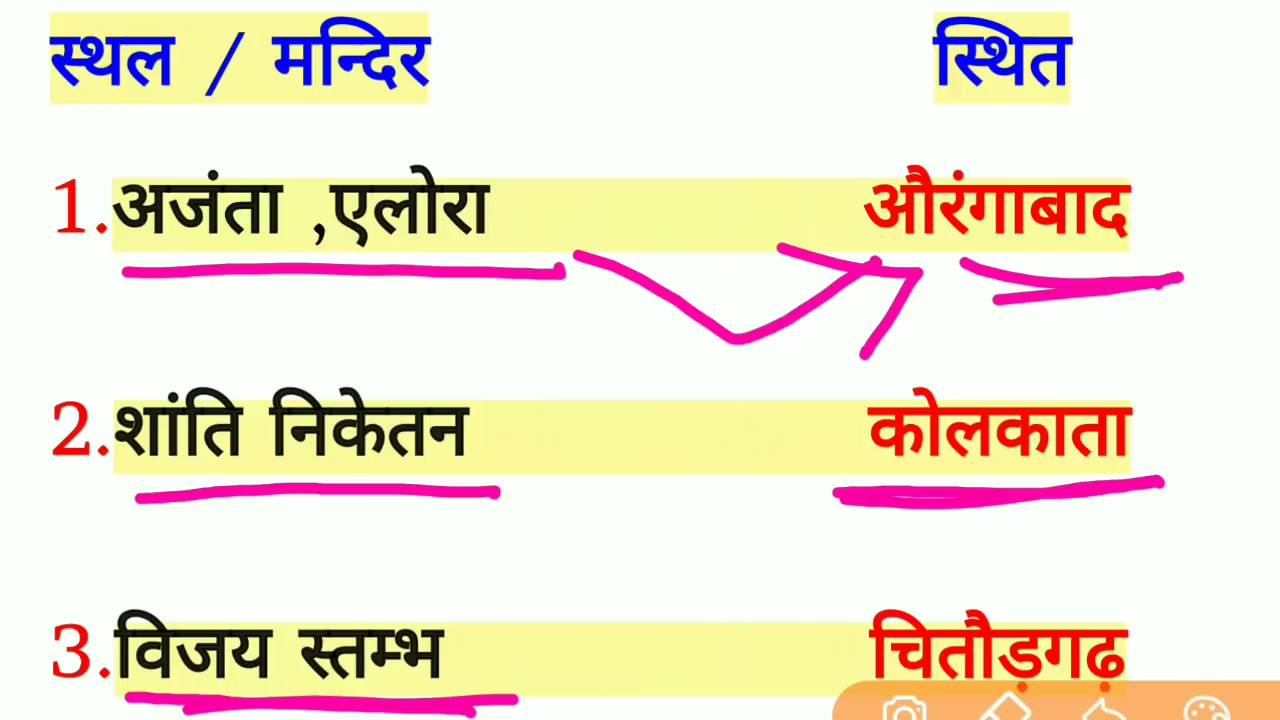 स्थल / मन्दिर स्थित
1.अजंता ,एलोरा औरंगाबाद
2.शांति निकेतन कोलकाता
3.विजय स्तम्भ चितौड़गढ़